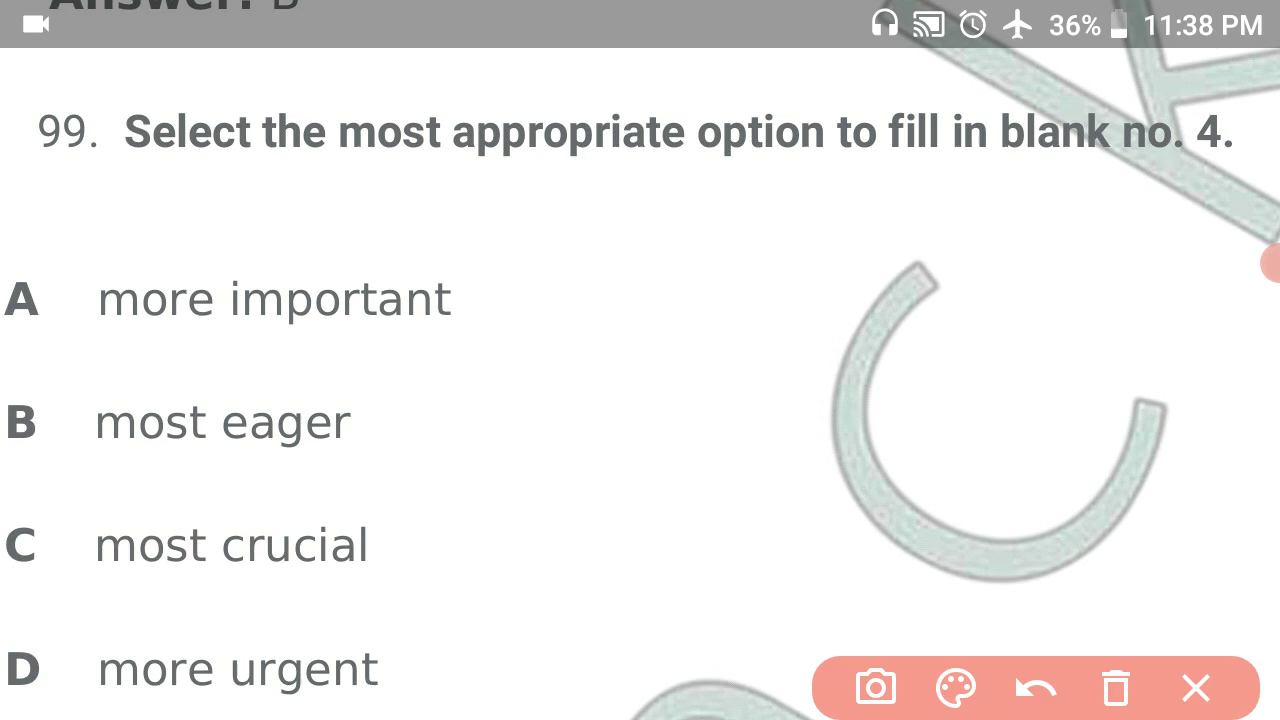 Answer: B
36% 11:38 PM
99. Select the most appropriate option to fill in blank no. 4.
A more important
B most eager
C most crucial
D more urgent